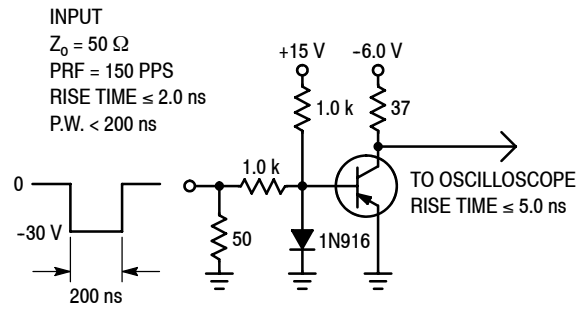 INPUT
Zo = 50 Ω
PRF = 150 PPS
RISE TIME ≤ 2.0 ns
P.W. < 200 ns
+15 V
-6.0 V
1.0 k
37
1.0 k
TO OSCILLOSCOPE
RISE TIME ≤ 5.0 ns
0
-30 V
50
1N916
200 ns